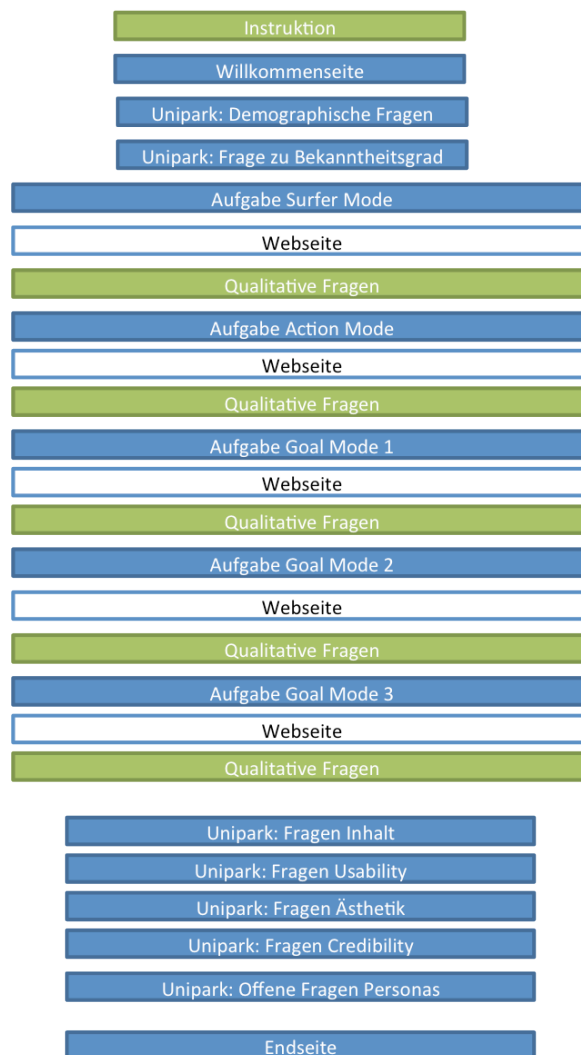 Instruktion
Willkommenseite
Unipark: Demographische Fragen
Unipark: Frage zu Bekanntheitsgrad
Aufgabe Surfer Mode
Webseite
Qualitative Fragen
Aufgabe Action Mode
Webseite
Qualitative Fragen
Aufgabe Goal Mode 1
Webseite
Qualitative Fragen
Aufgabe Goal Mode 2
Webseite
Qualitative Fragen
Aufgabe Goal Mode 3
Webseite
Qualitative Fragen
Unipark: Fragen Inhalt
Unipark: Fragen Usability
Unipark: Fragen Ästhetik
Unipark: Fragen Credibility
Unipark: Offene Fragen Personas
Endseite